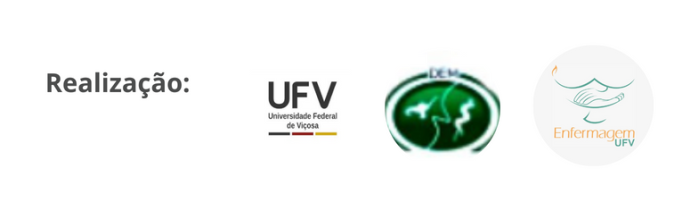 Realização:
UFV
Universidade Federal
de Viçosa
DEM
Enfermagem
UFV